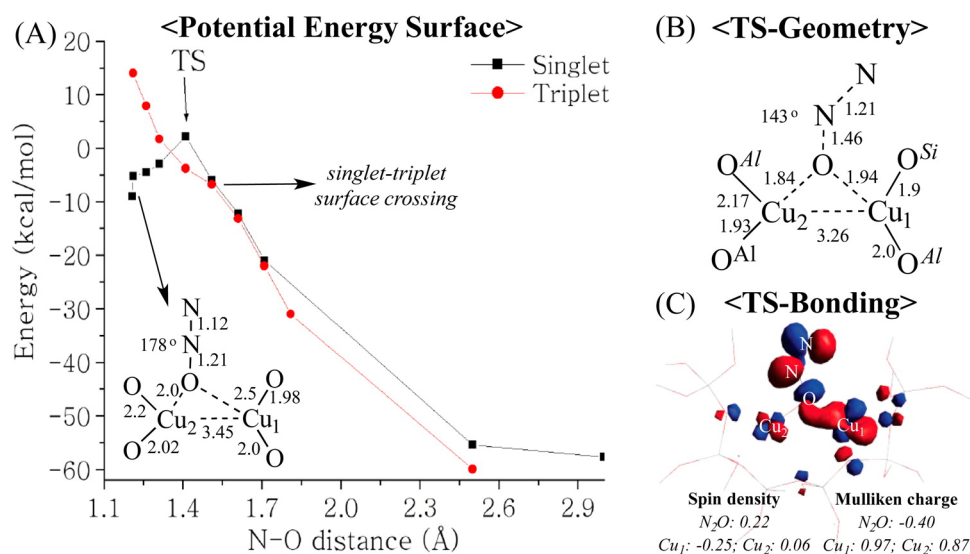 (A) <Potential Energy Surface>
TS
Singlet
Triplet
singlet-triplet
surface crossing
Energy (kcal/mol)
20
10
0
-10
-20
-30
-40
-50
-60
1.1 1.4 1.7 2.0 2.3 2.6 2.9
N-O distance (Å)
N
1.12
178° N
1.21
O 2.0 O 2.5 O
2.2 1.98
Cu2 3.45 Cu1
O 2.02 2.0 O
(B) <TS-Geometry>
N
1.21
143° N
1.46
OAl O OSi
1.84 1.94 1.9
2.17
Cu2 Cu1
1.93 3.26 2.0
OAl OAl
(C) <TS-Bonding>
N
N
O
Cu2 Cu1
Spin density Mulliken charge
N2O: 0.22 N2O: -0.40
Cu1: -0.25; Cu2: 0.06 Cu1: 0.97; Cu2: 0.87